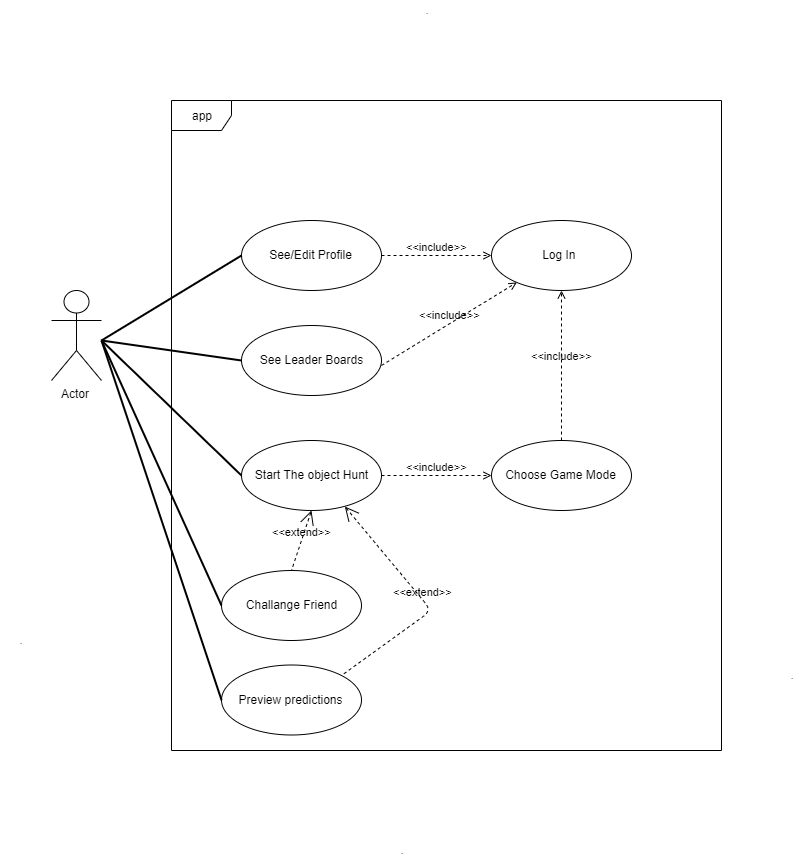 app
See/Edit Profile
<<include>>
Log In
<<include>>
See Leader Boards
<<include>>
Actor
Start The object Hunt
<<include>>
Choose Game Mode
<<extend>>
<<extend>>
Challange Friend
Preview predictions